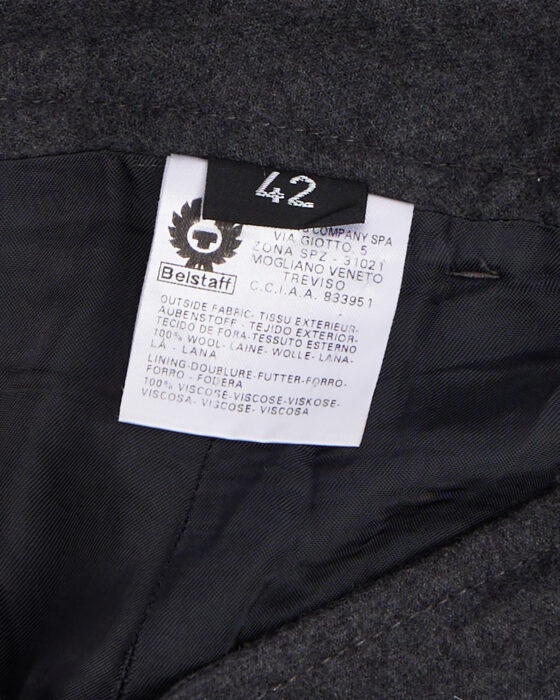 42
Belstaff
COMPANY SPA
VIA GIOTTO, 5
ZONA SPZ - 31021
MOGLIANO VENETO
TREVISO
C.C.I.A.A. 833951
OUTSIDE FABRIC-TISSU EXTERIEUR-
AUBENSTOFF-TEJIDO EXTERIOR-
TECIDO DE FORA-TESSUTO ESTERNO
100% WOOL-LAINE-WOLLE-LANA-
LÀ-LANA
LINING-DOUBLURE-FUTTER-FORRO-
FORRO - FODERA
100% VISCOSE-VISCOSE-VISKOSE-
VISCOSA-VISCOSE-VISCOSA